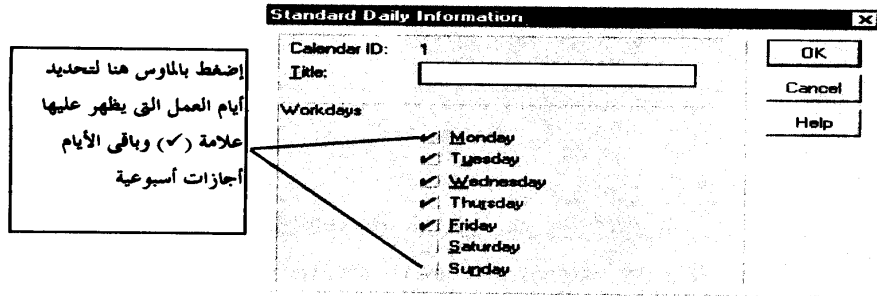 Standard Daily Information
Calendar ID: 1
Title:
OK
Cancel
Help
Workdays
Monday
Tuesday
Wednesday
Thursday
Friday
Saturday
Sunday
إضغط بالماوس هنا لتحديد
أيام العمل التى يظهر عليها
علامة (✓) وباقى الأيام
أجازات أسبوعية